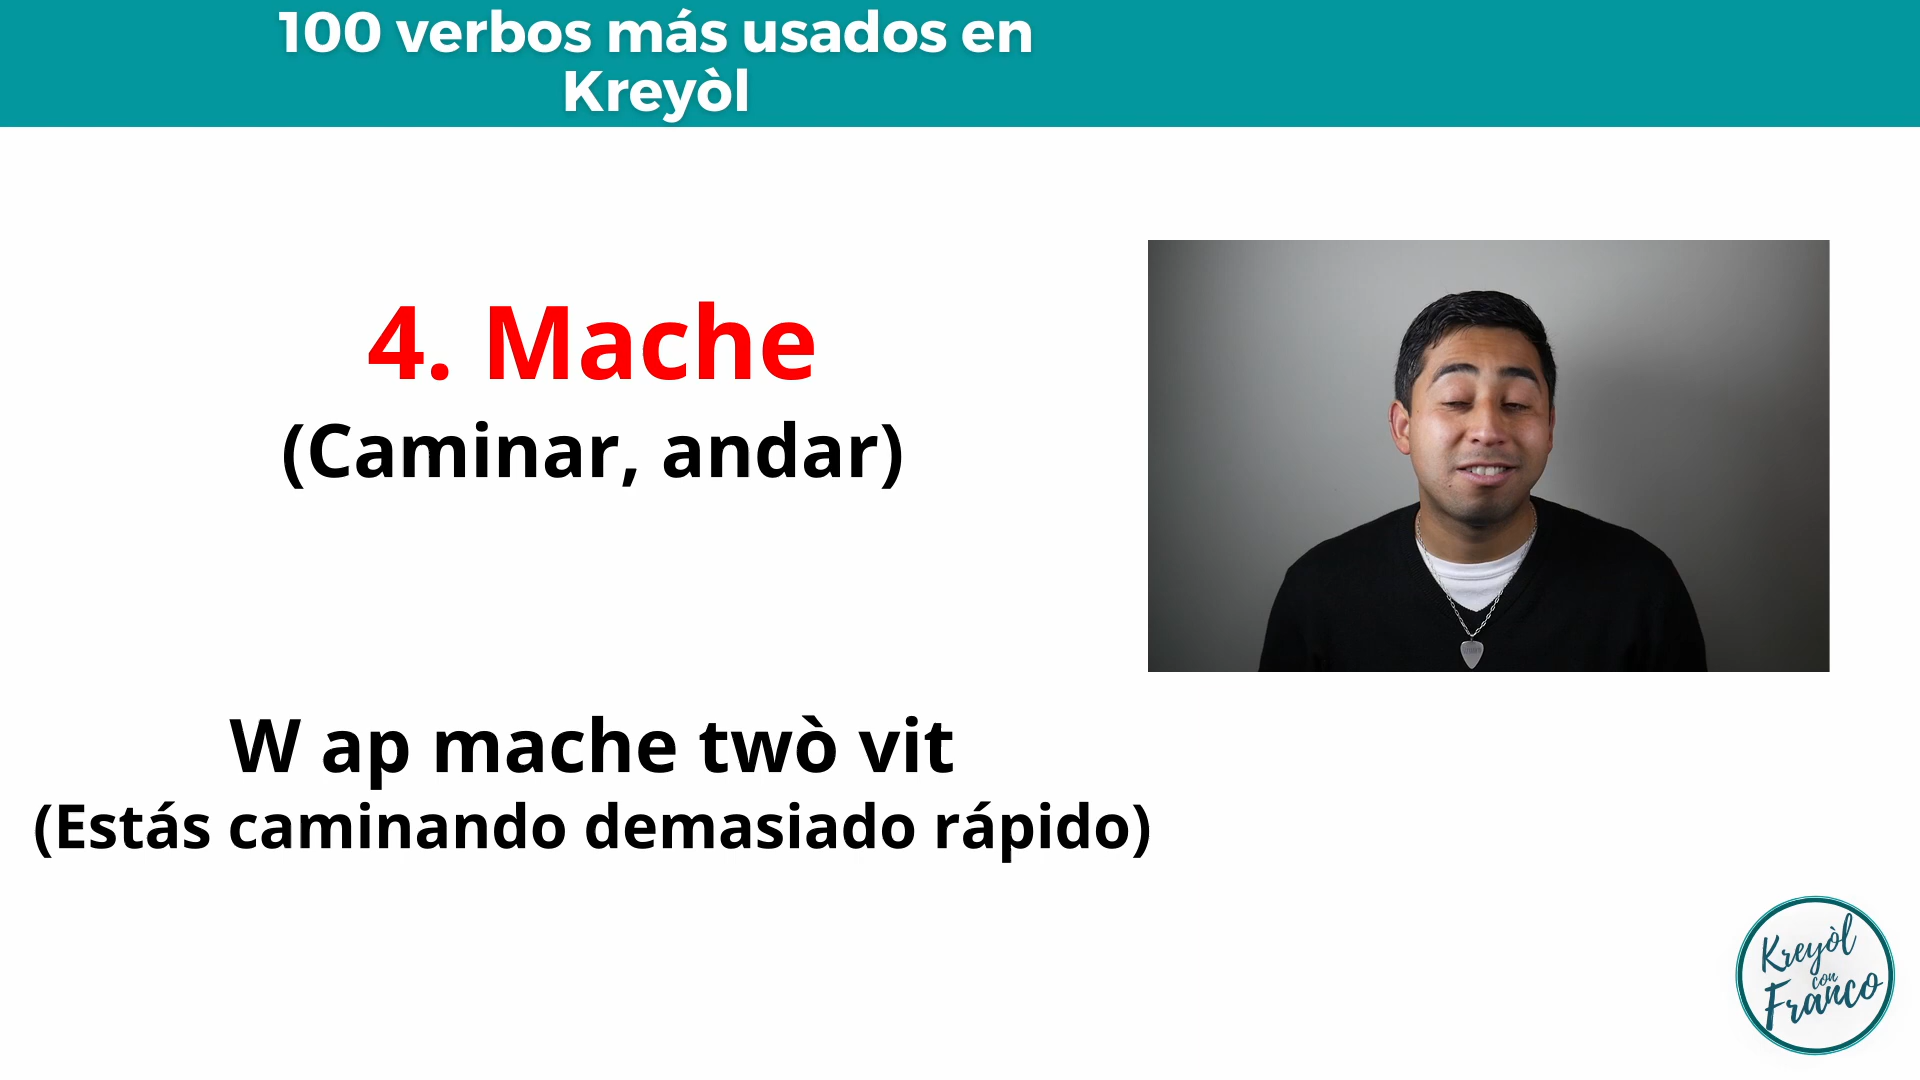 100 verbos más usados en
Kreyòl
4. Mache
(Caminar, andar)
W ap mache twò vit
(Estás caminando demasiado rápido)
Kreyòl
con
Franco